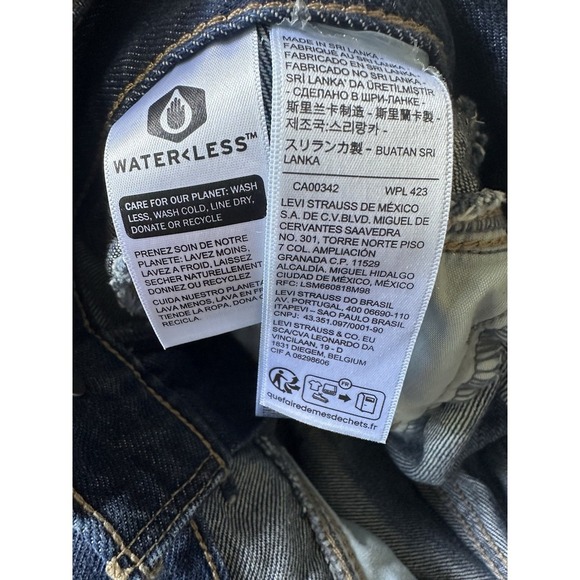 WATER<LESS™
CARE FOR OUR PLANET: WASH
LESS, WASH COLD, LINE DRY,
DONATE OR RECYCLE
PRENEZ SOIN DE NOTRE
PLANÈTE: LAVEZ MOINS,
LAVEZ A FROID, LAISSEZ
SECHER NATURELLEMENT,
DONNEZ OU RECYCLEZ
CUIDA NUESTRO PLANETA
LAVA MENOS, LAVA EN FR
TIENDE LA ROPA, DONA
RECICLA.
MADE IN SRI LANKA -
FABRIQUÉ AU SRI LANKA -
FABRICADO EN SRI LANKA -
FABRICADO NO SRI LANKA -
SRİ LANKA'DA ÜRETİLMİŞTİR
- СДЕЛАНО В ШРИ-ЛАНКЕ -
斯里兰卡制造 - 斯里蘭卡製 -
제조국: 스리랑카 -
スリランカ製 - BUATAN SRI
LANKA
CA00342 WPL 423
LEVI STRAUSS DE MÉXICO
S.A. DE C.V. BLVD. MIGUEL DE
CERVANTES SAAVEDRA
NO. 301, TORRE NORTE PISO
7 COL. AMPLIACIÓN
GRANADA C.P. 11529
ALCALDÍA, MIGUEL HIDALGO
CIUDAD DE MÉXICO, MÉXICO
RFC: LSM660818M98
LEVI STRAUSS DO BRASIL
AV. PORTUGAL, 400 06690-110
ITAPEVI – SAO PAULO BRASIL
CNPJ: 43.351.097/0001-90
LEVI STRAUSS & CO. EU
SCA/CVA LEONARDO DA
VINCILAAN, 19 - D
1831 DIEGEM, BELGIUM
CIF A 08298606
FR
quefairedemesdechets.fr